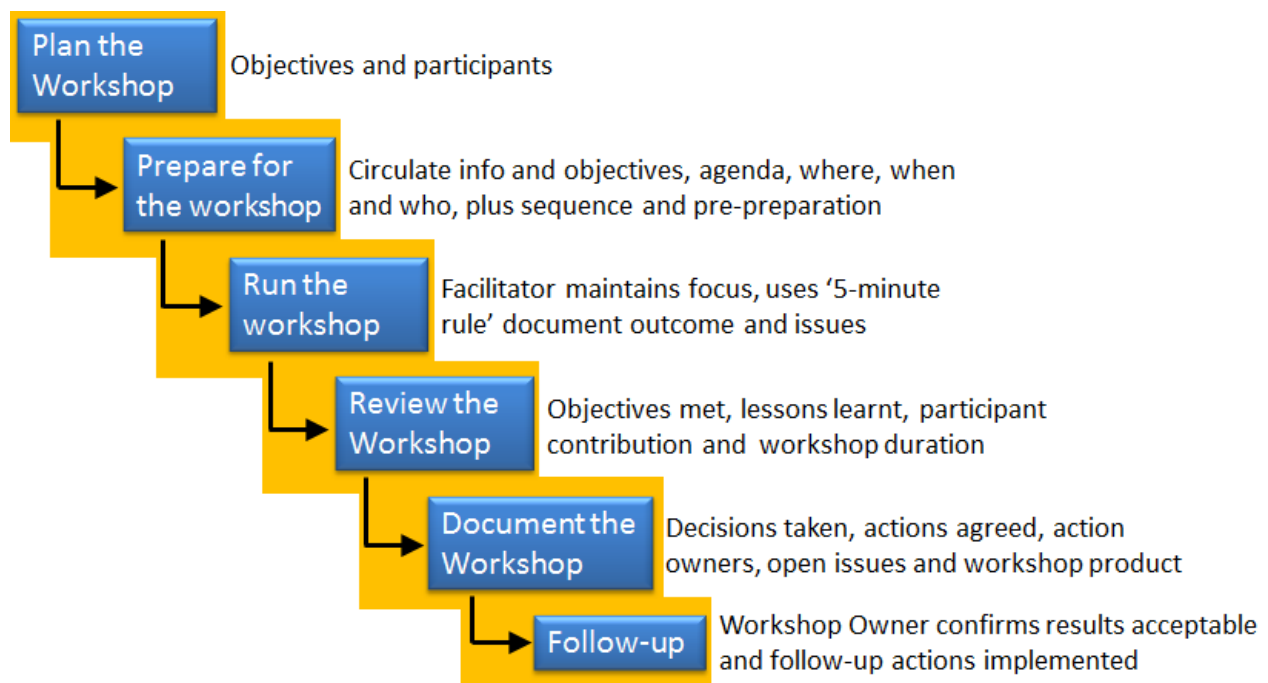 Plan the
Workshop
Objectives and participants
Prepare for
the workshop
Circulate info and objectives, agenda, where, when
and who, plus sequence and pre-preparation
Run the
workshop
Facilitator maintains focus, uses ‘5-minute
rule’ document outcome and issues
Review the
Workshop
Objectives met, lessons learnt, participant
contribution and workshop duration
Document the
Workshop
Decisions taken, actions agreed, action
owners, open issues and workshop product
Follow-up
Workshop Owner confirms results acceptable
and follow-up actions implemented